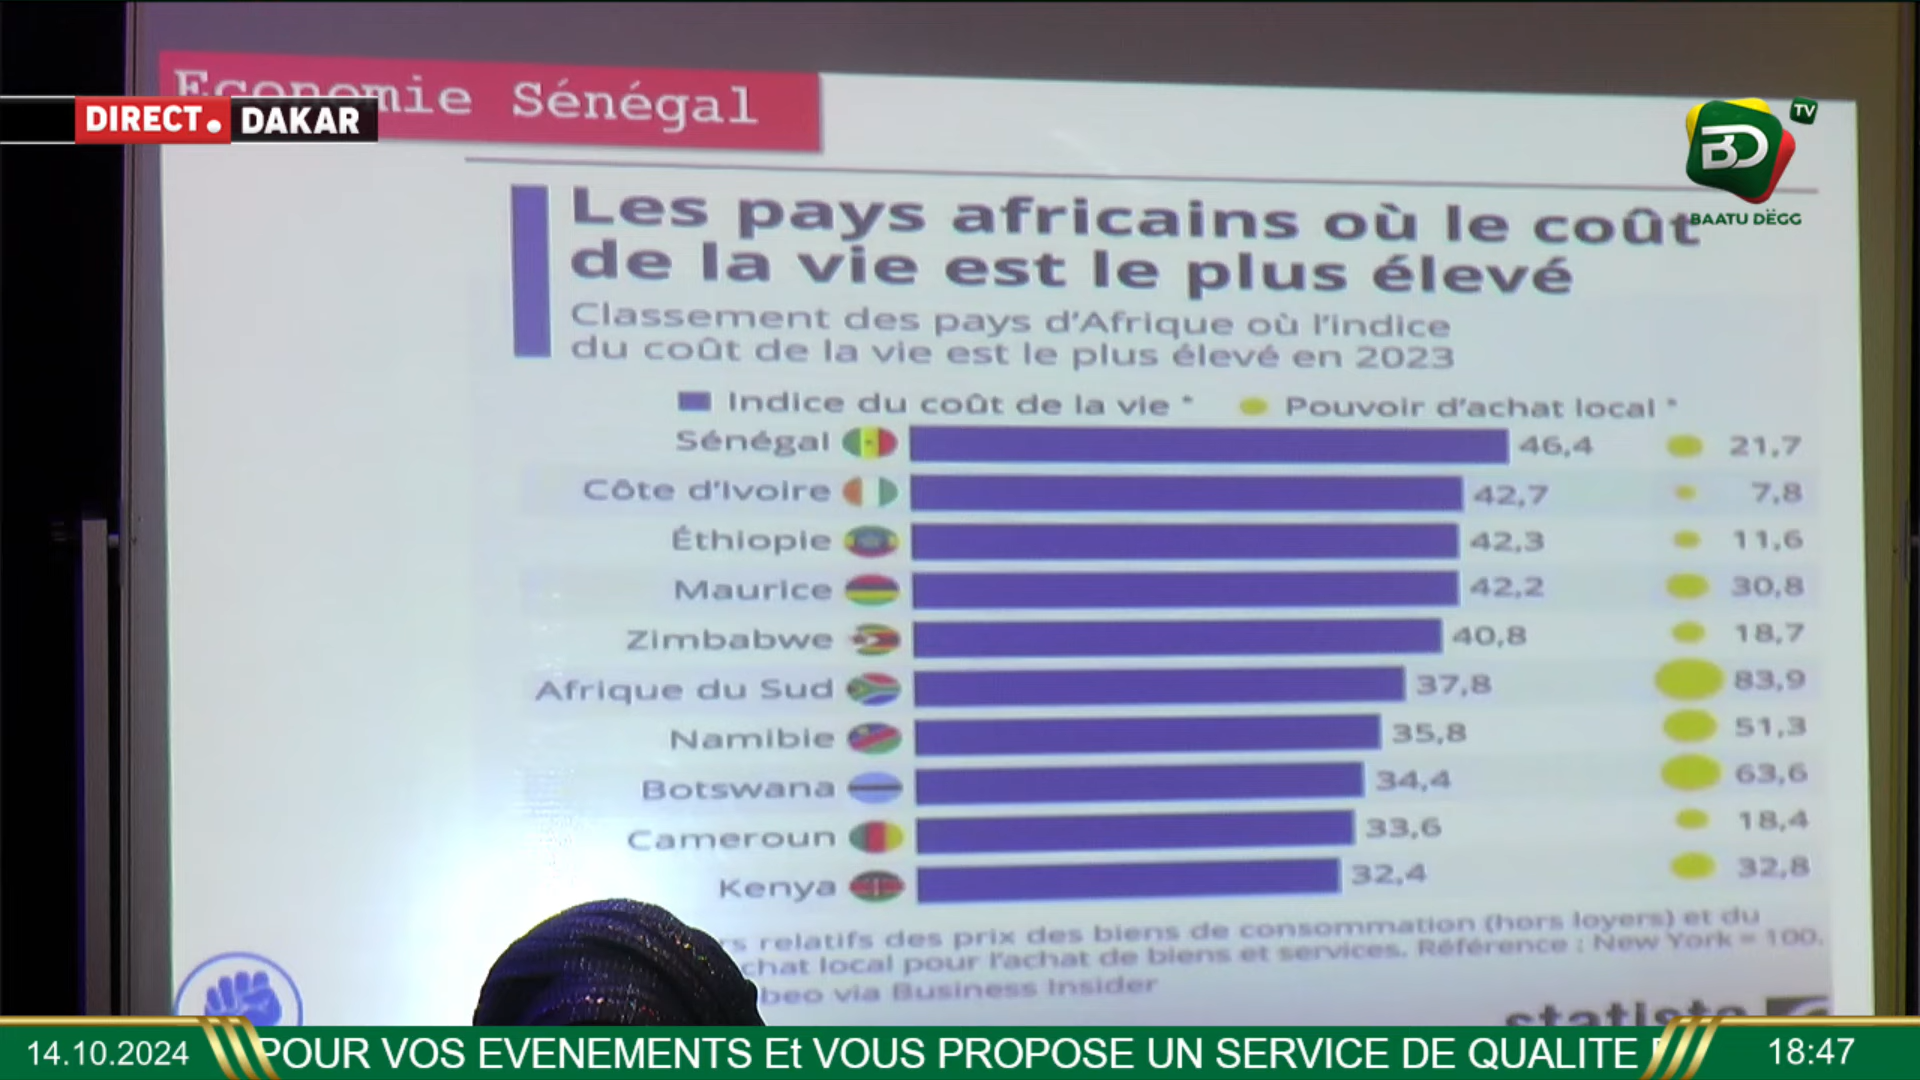 Economie Sénégal
DIRECT. DAKAR
BD TV
BAATU DËGG
Les pays africains où le coût
de la vie est le plus élevé
Classement des pays d'Afrique où l'indice
du coût de la vie est le plus élevé en 2023
Indice du coût de la vie * Pouvoir d'achat local *
Sénégal 46,4 21,7
Côte d'Ivoire 42,7 7,8
Éthiopie 42,3 11,6
Maurice 42,2 30,8
Zimbabwe 40,8 18,7
Afrique du Sud 37,8 83,9
Namibie 35,8 51,3
Botswana 34,4 63,6
Cameroun 33,6 18,4
Kenya 32,4 32,8
relatifs des prix des biens de consommation (hors loyers) et du
local pour l'achat de biens et services. Référence : New York = 100.
via Business Insider
statista
14.10.2024 POUR VOS EVENEMENTS Et VOUS PROPOSE UN SERVICE DE QUALITE 18:47